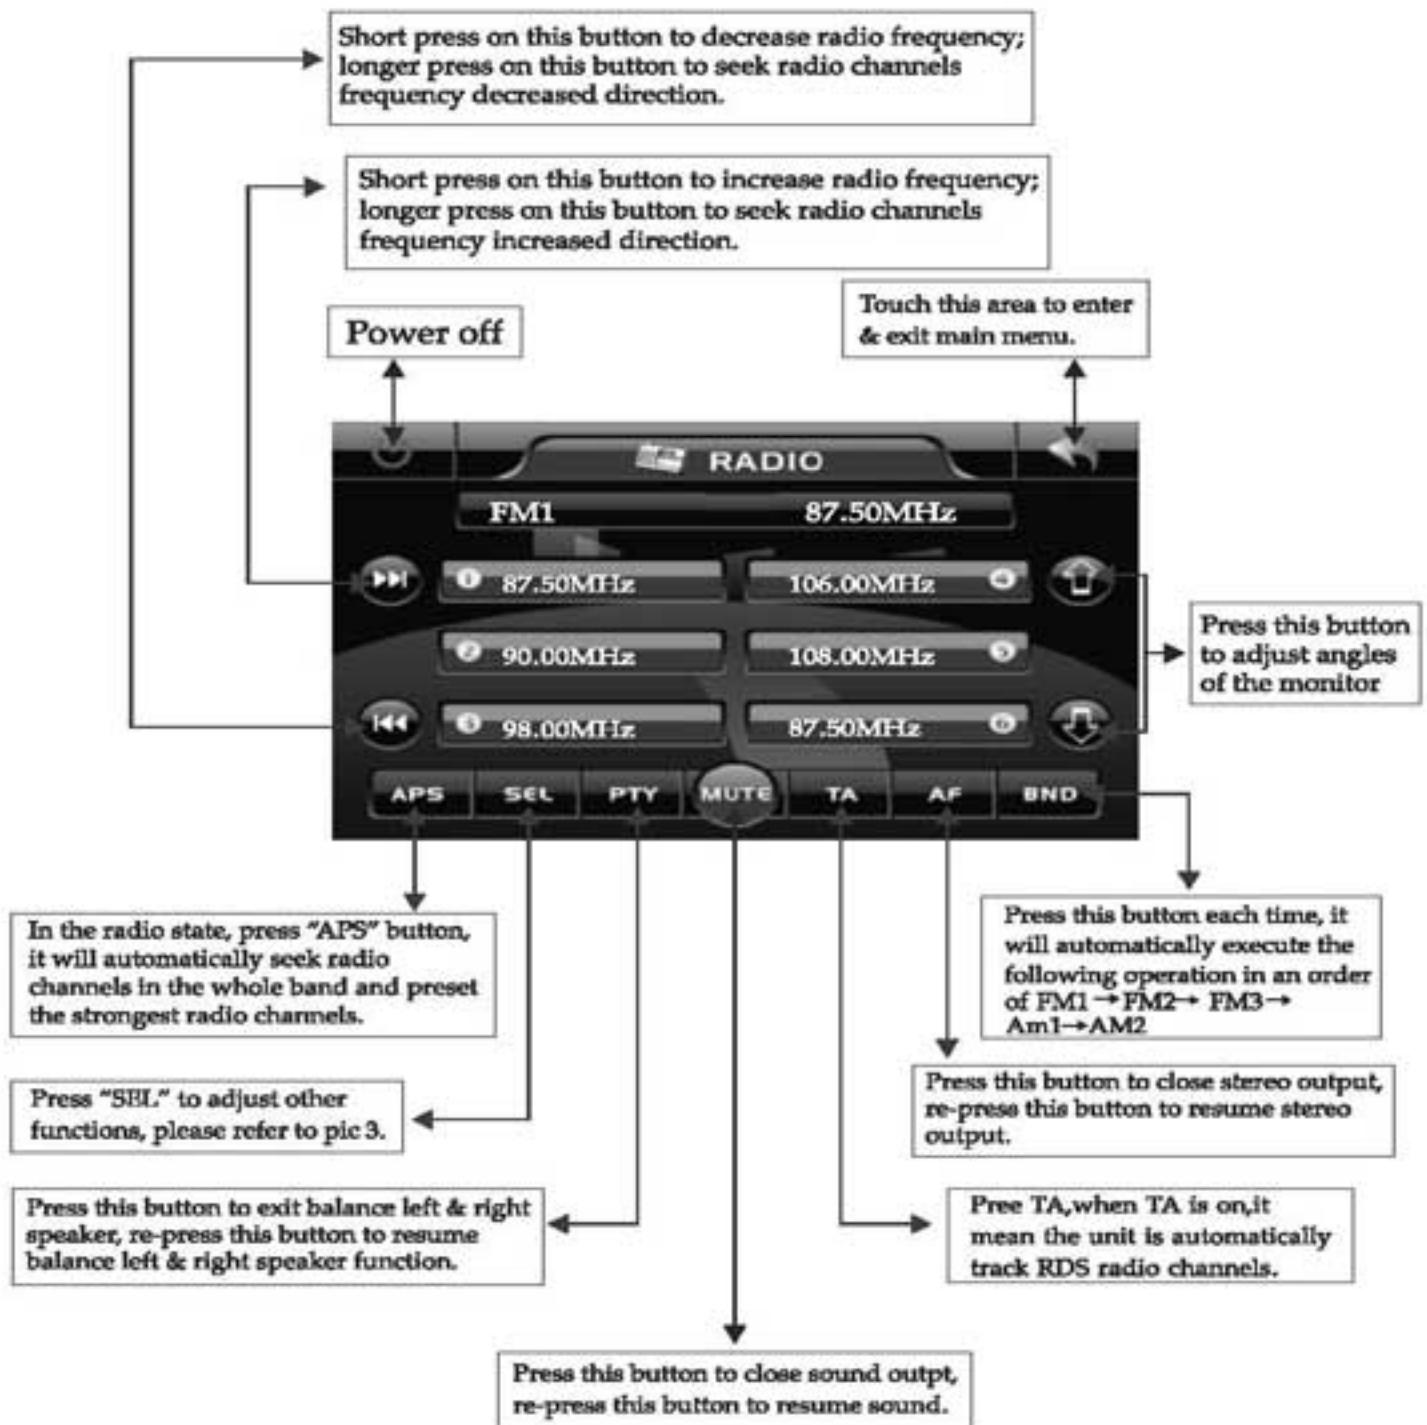 Short press on this button to decrease radio frequency;
longer press on this button to seek radio channels
frequency decreased direction.
Short press on this button to increase radio frequency;
longer press on this button to seek radio channels
frequency increased direction.
Power off
Touch this area to enter
& exit main menu.
RADIO
FM1 87.50MHz
1 87.50MHz 106.00MHz 4
2 90.00MHz 108.00MHz 5
3 98.00MHz 87.50MHz 6
Press this button
to adjust angles
of the monitor
APS SEL PTY MUTE TA AF BND
In the radio state, press "APS" button,
it will automatically seek radio
channels in the whole band and preset
the strongest radio channels.
Press this button each time, it
will automatically execute the
following operation in an order
of FM1→FM2→ FM3→
Am1→AM2
Press "SEL" to adjust other
functions, please refer to pic 3.
Press this button to close stereo output,
re-press this button to resume stereo
output.
Press this button to exit balance left & right
speaker, re-press this button to resume
balance left & right speaker function.
Pree TA,when TA is on,it
mean the unit is automatically
track RDS radio channels.
Press this button to close sound outpt,
re-press this button to resume sound.